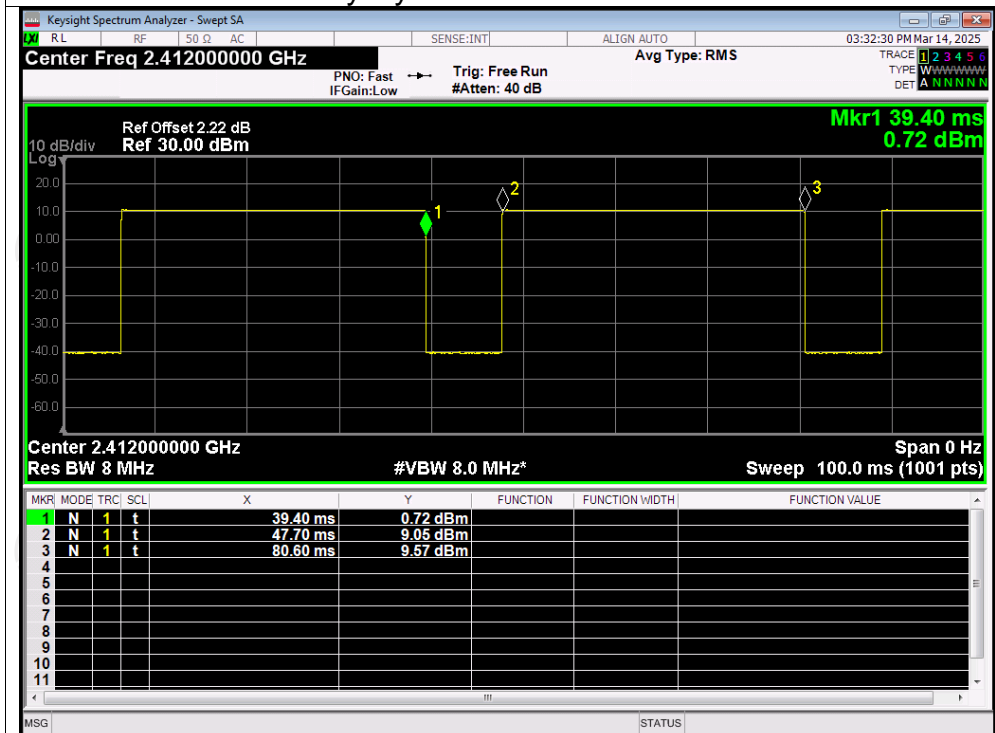 Keysight Spectrum Analyzer - Swept SA
LXI RL RF 50 Ω AC SENSE:INT ALIGN AUTO 03:32:30 PM Mar 14, 2025
Center Freq 2.412000000 GHz Avg Type: RMS TRACE 1 2 3 4 5 6
PNO: Fast Trig: Free Run TYPE WWWWWW
IFGain:Low #Atten: 40 dB DET A N N N N N
Mkr1 39.40 ms
Ref Offset 2.22 dB
10 dB/div Ref 30.00 dBm 0.72 dBm
Log
20.0
10.0
0.00
-10.0
-20.0
-30.0
-40.0
-50.0
-60.0
1
2
3
Center 2.412000000 GHz Span 0 Hz
Res BW 8 MHz #VBW 8.0 MHz* Sweep 100.0 ms (1001 pts)
MKR MODE TRC SCL X Y FUNCTION FUNCTION WIDTH FUNCTION VALUE
1 N 1 t 39.40 ms 0.72 dBm
2 N 1 t 47.70 ms 9.05 dBm
3 N 1 t 80.60 ms 9.57 dBm
4
5
6
7
8
9
10
11
MSG STATUS